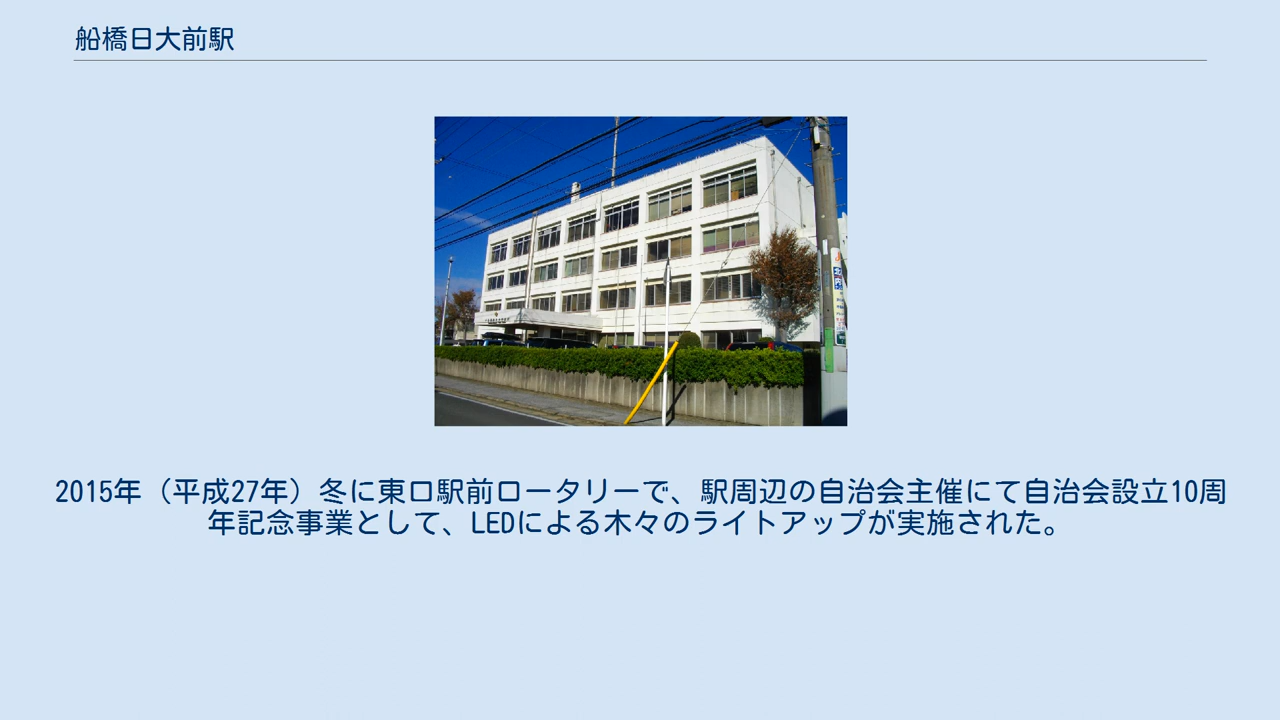 船橋日大前駅
2015年（平成27年）冬に東口駅前ロータリーで、駅周辺の自治会主催にて自治会設立10周
年記念事業として、LEDによる木々のライトアップが実施された。